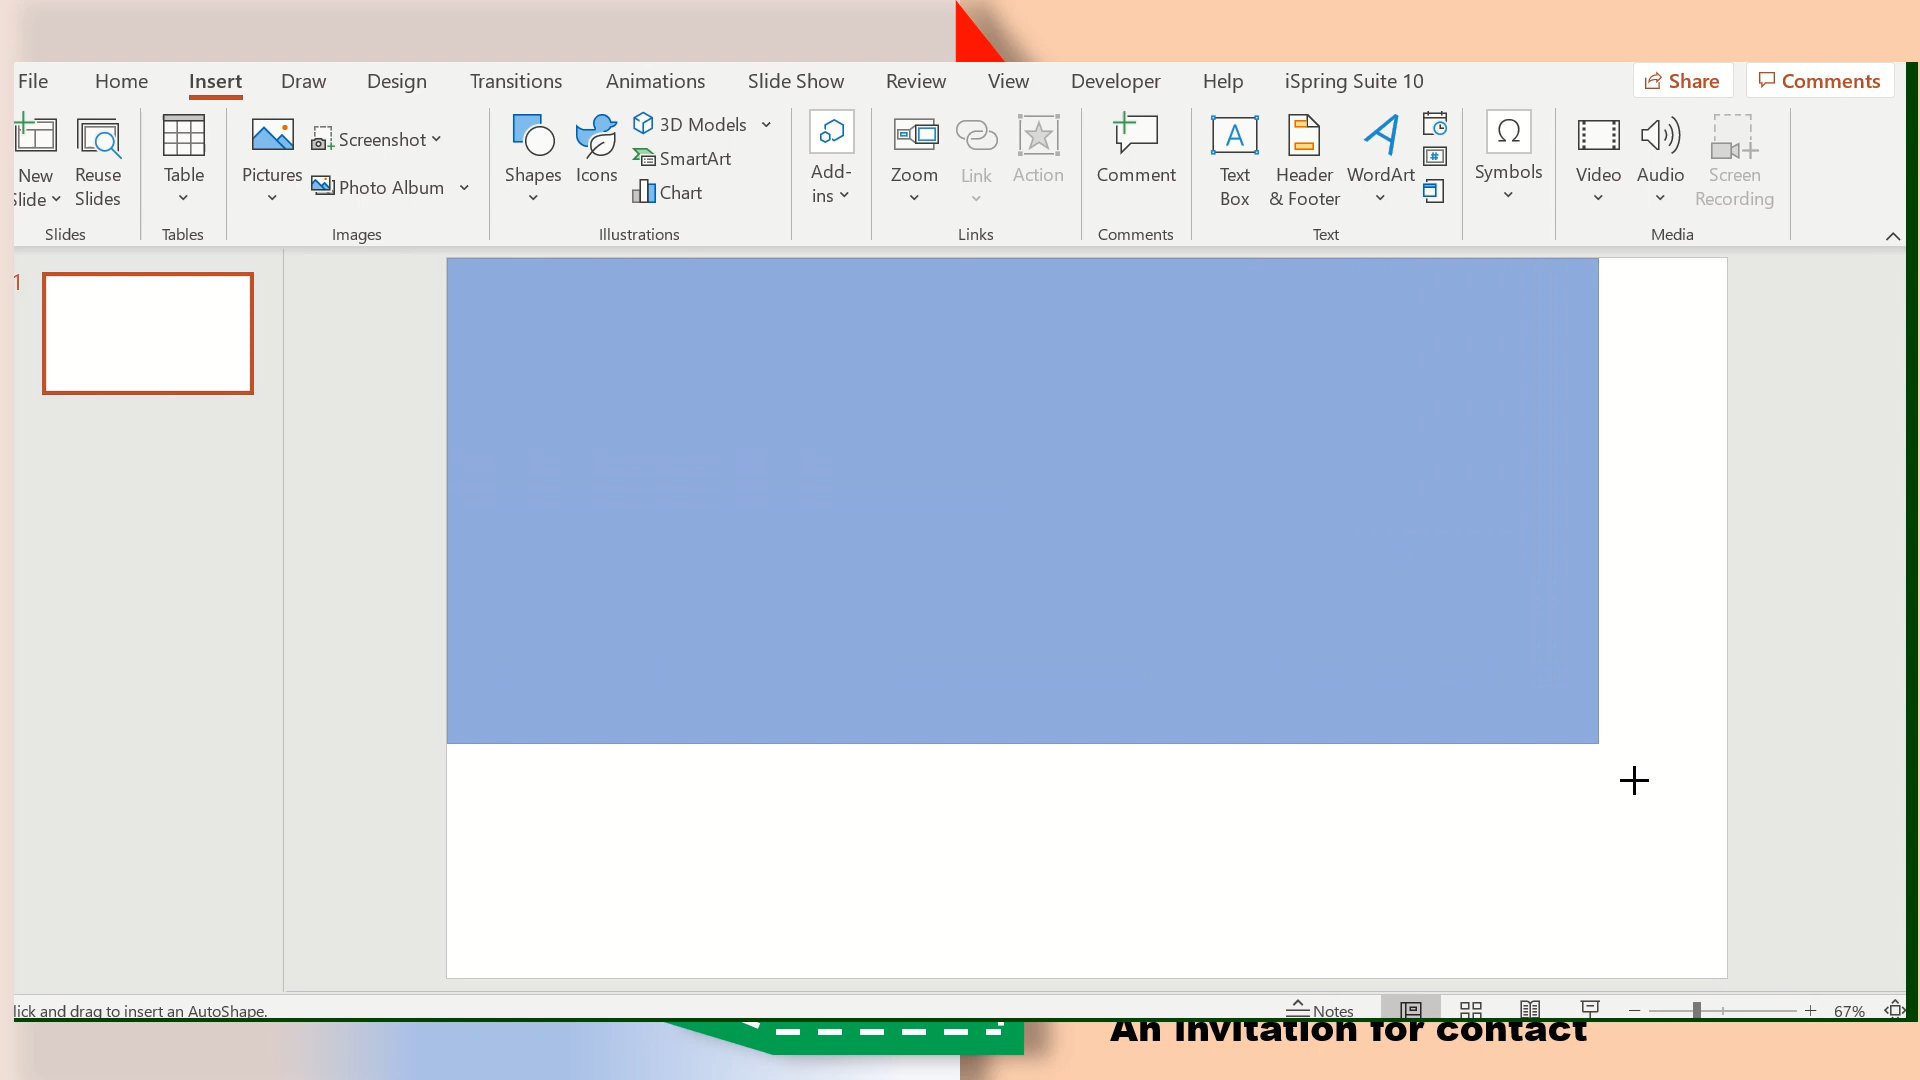 File Home Insert Draw Design Transitions Animations Slide Show Review View Developer Help iSpring Suite 10 Share Comments
New Slide
Reuse Slides
Table
Pictures
Screenshot
Photo Album
Shapes
Icons
3D Models
SmartArt
Chart
Add-
ins
Zoom
Link
Action
Comment
Text
Box
Header
& Footer
WordArt
Symbols
Video
Audio
Screen
Recording
Slides Tables Images Illustrations Links Comments Text Media
1
lick and drag to insert an AutoShape.
Notes
67%
An invitation for contact